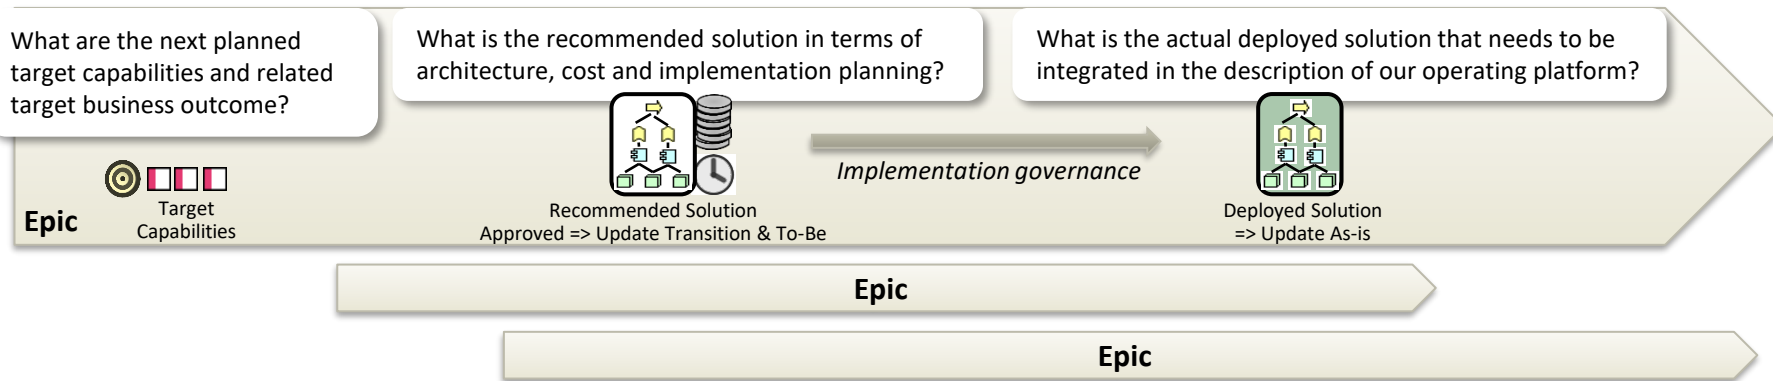 What are the next planned
target capabilities and related
target business outcome?
What is the recommended solution in terms of
architecture, cost and implementation planning?
What is the actual deployed solution that needs to be
integrated in the description of our operating platform?
Implementation governance
Epic
Target
Capabilities
Recommended Solution
Approved => Update Transition & To-Be
Deployed Solution
=> Update As-is
Epic
Epic